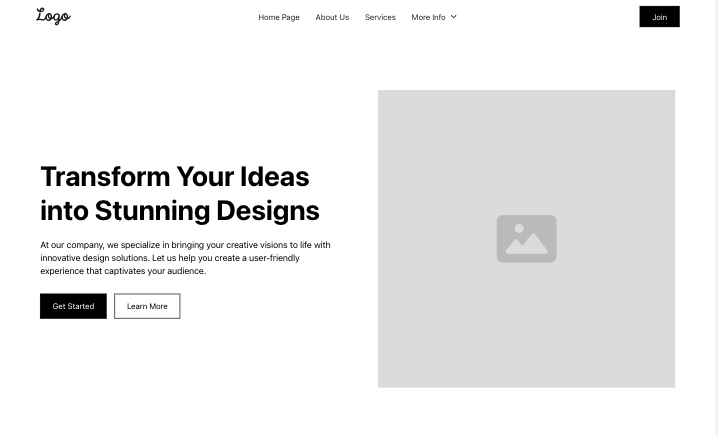 Logo
Home Page
About Us
Services
More Info
Join
Transform Your Ideas
into Stunning Designs
At our company, we specialize in bringing your creative visions to life with
innovative design solutions. Let us help you create a user-friendly
experience that captivates your audience.
Get Started
Learn More